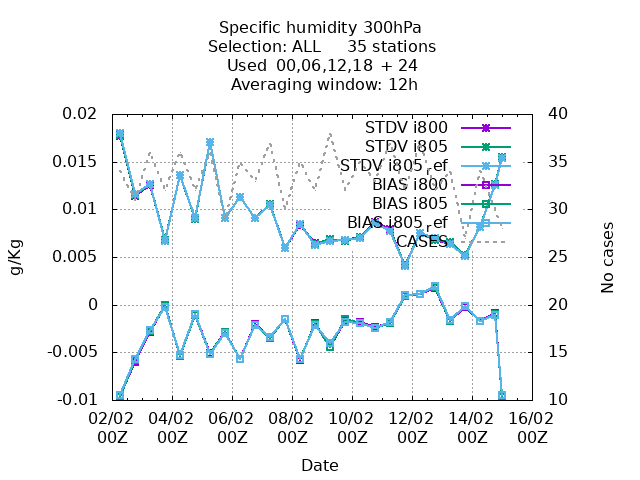 Specific humidity 300hPa
Selection: ALL     35 stations
Used  00,06,12,18  + 24
Averaging window: 12h
0.02
0.015
0.01
0.005
0
-0.005
-0.01
g/Kg
40
35
30
25
20
15
10
No cases
STDV i800
STDV i805
STDV i805ref
BIAS i800
BIAS i805
BIAS i805ref
CASES
02/02 04/02 06/02 08/02 10/02 12/02 14/02 16/02
00Z 00Z 00Z 00Z 00Z 00Z 00Z 00Z
Date